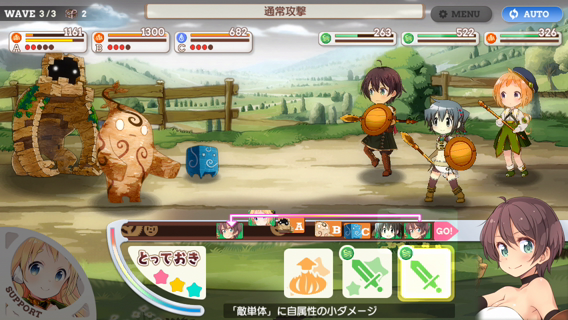 WAVE 3/3 2
通常攻撃
MENU
AUTO
1161
A
1300
B
682
C
263
522
326
A
B
C
GO!
とっておき
SUPPORT
「敵単体」に自属性の小ダメージ